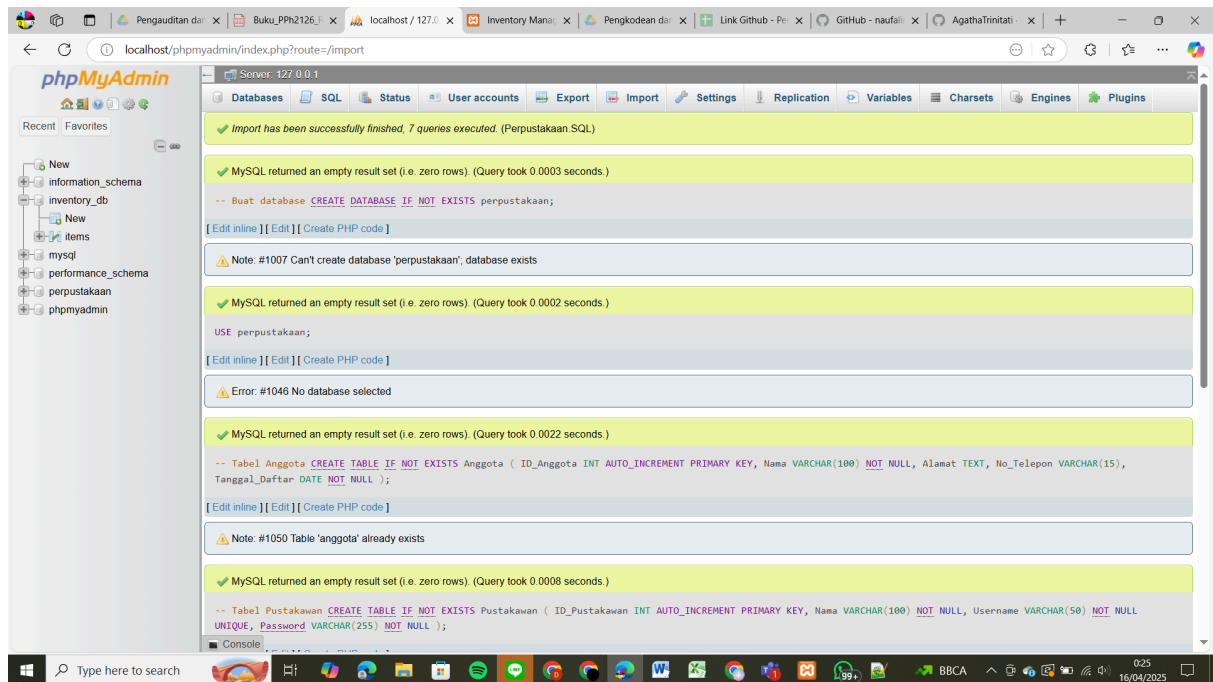 Pengauditan dan
Buku_PPh2126_
localhost / 127.0
Inventory Manag
Pengkodean dan
Link Github - Pe
GitHub - naufali
AgathaTrinitati
localhost/phpmyadmin/index.php?route=/import
phpMyAdmin
Recent Favorites
New
information_schema
inventory_db
New
items
mysql
performance_schema
perpustakaan
phpmyadmin
Server: 127.0.0.1
Databases SQL Status User accounts Export Import Settings Replication Variables Charsets Engines Plugins
Import has been successfully finished, 7 queries executed. (Perpustakaan.SQL)
MySQL returned an empty result set (i.e. zero rows). (Query took 0.0003 seconds.)
-- Buat database CREATE DATABASE IF NOT EXISTS perpustakaan;
[ Edit inline ] [ Edit ] [ Create PHP code ]
Note: #1007 Can't create database 'perpustakaan'; database exists
MySQL returned an empty result set (i.e. zero rows). (Query took 0.0002 seconds.)
USE perpustakaan;
[ Edit inline ] [ Edit ] [ Create PHP code ]
Error: #1046 No database selected
MySQL returned an empty result set (i.e. zero rows). (Query took 0.0022 seconds.)
-- Tabel Anggota CREATE TABLE IF NOT EXISTS Anggota ( ID_Anggota INT AUTO_INCREMENT PRIMARY KEY, Nama VARCHAR(100) NOT NULL, Alamat TEXT, No_Telepon VARCHAR(15),
Tanggal_Daftar DATE NOT NULL );
[ Edit inline ] [ Edit ] [ Create PHP code ]
Note: #1050 Table 'anggota' already exists
MySQL returned an empty result set (i.e. zero rows). (Query took 0.0008 seconds.)
-- Tabel Pustakawan CREATE TABLE IF NOT EXISTS Pustakawan ( ID_Pustakawan INT AUTO_INCREMENT PRIMARY KEY, Nama VARCHAR(100) NOT NULL, Username VARCHAR(50) NOT NULL
UNIQUE, Password VARCHAR(255) NOT NULL );
Console
Type here to search
99+
BBCA
0:25
16/04/2025